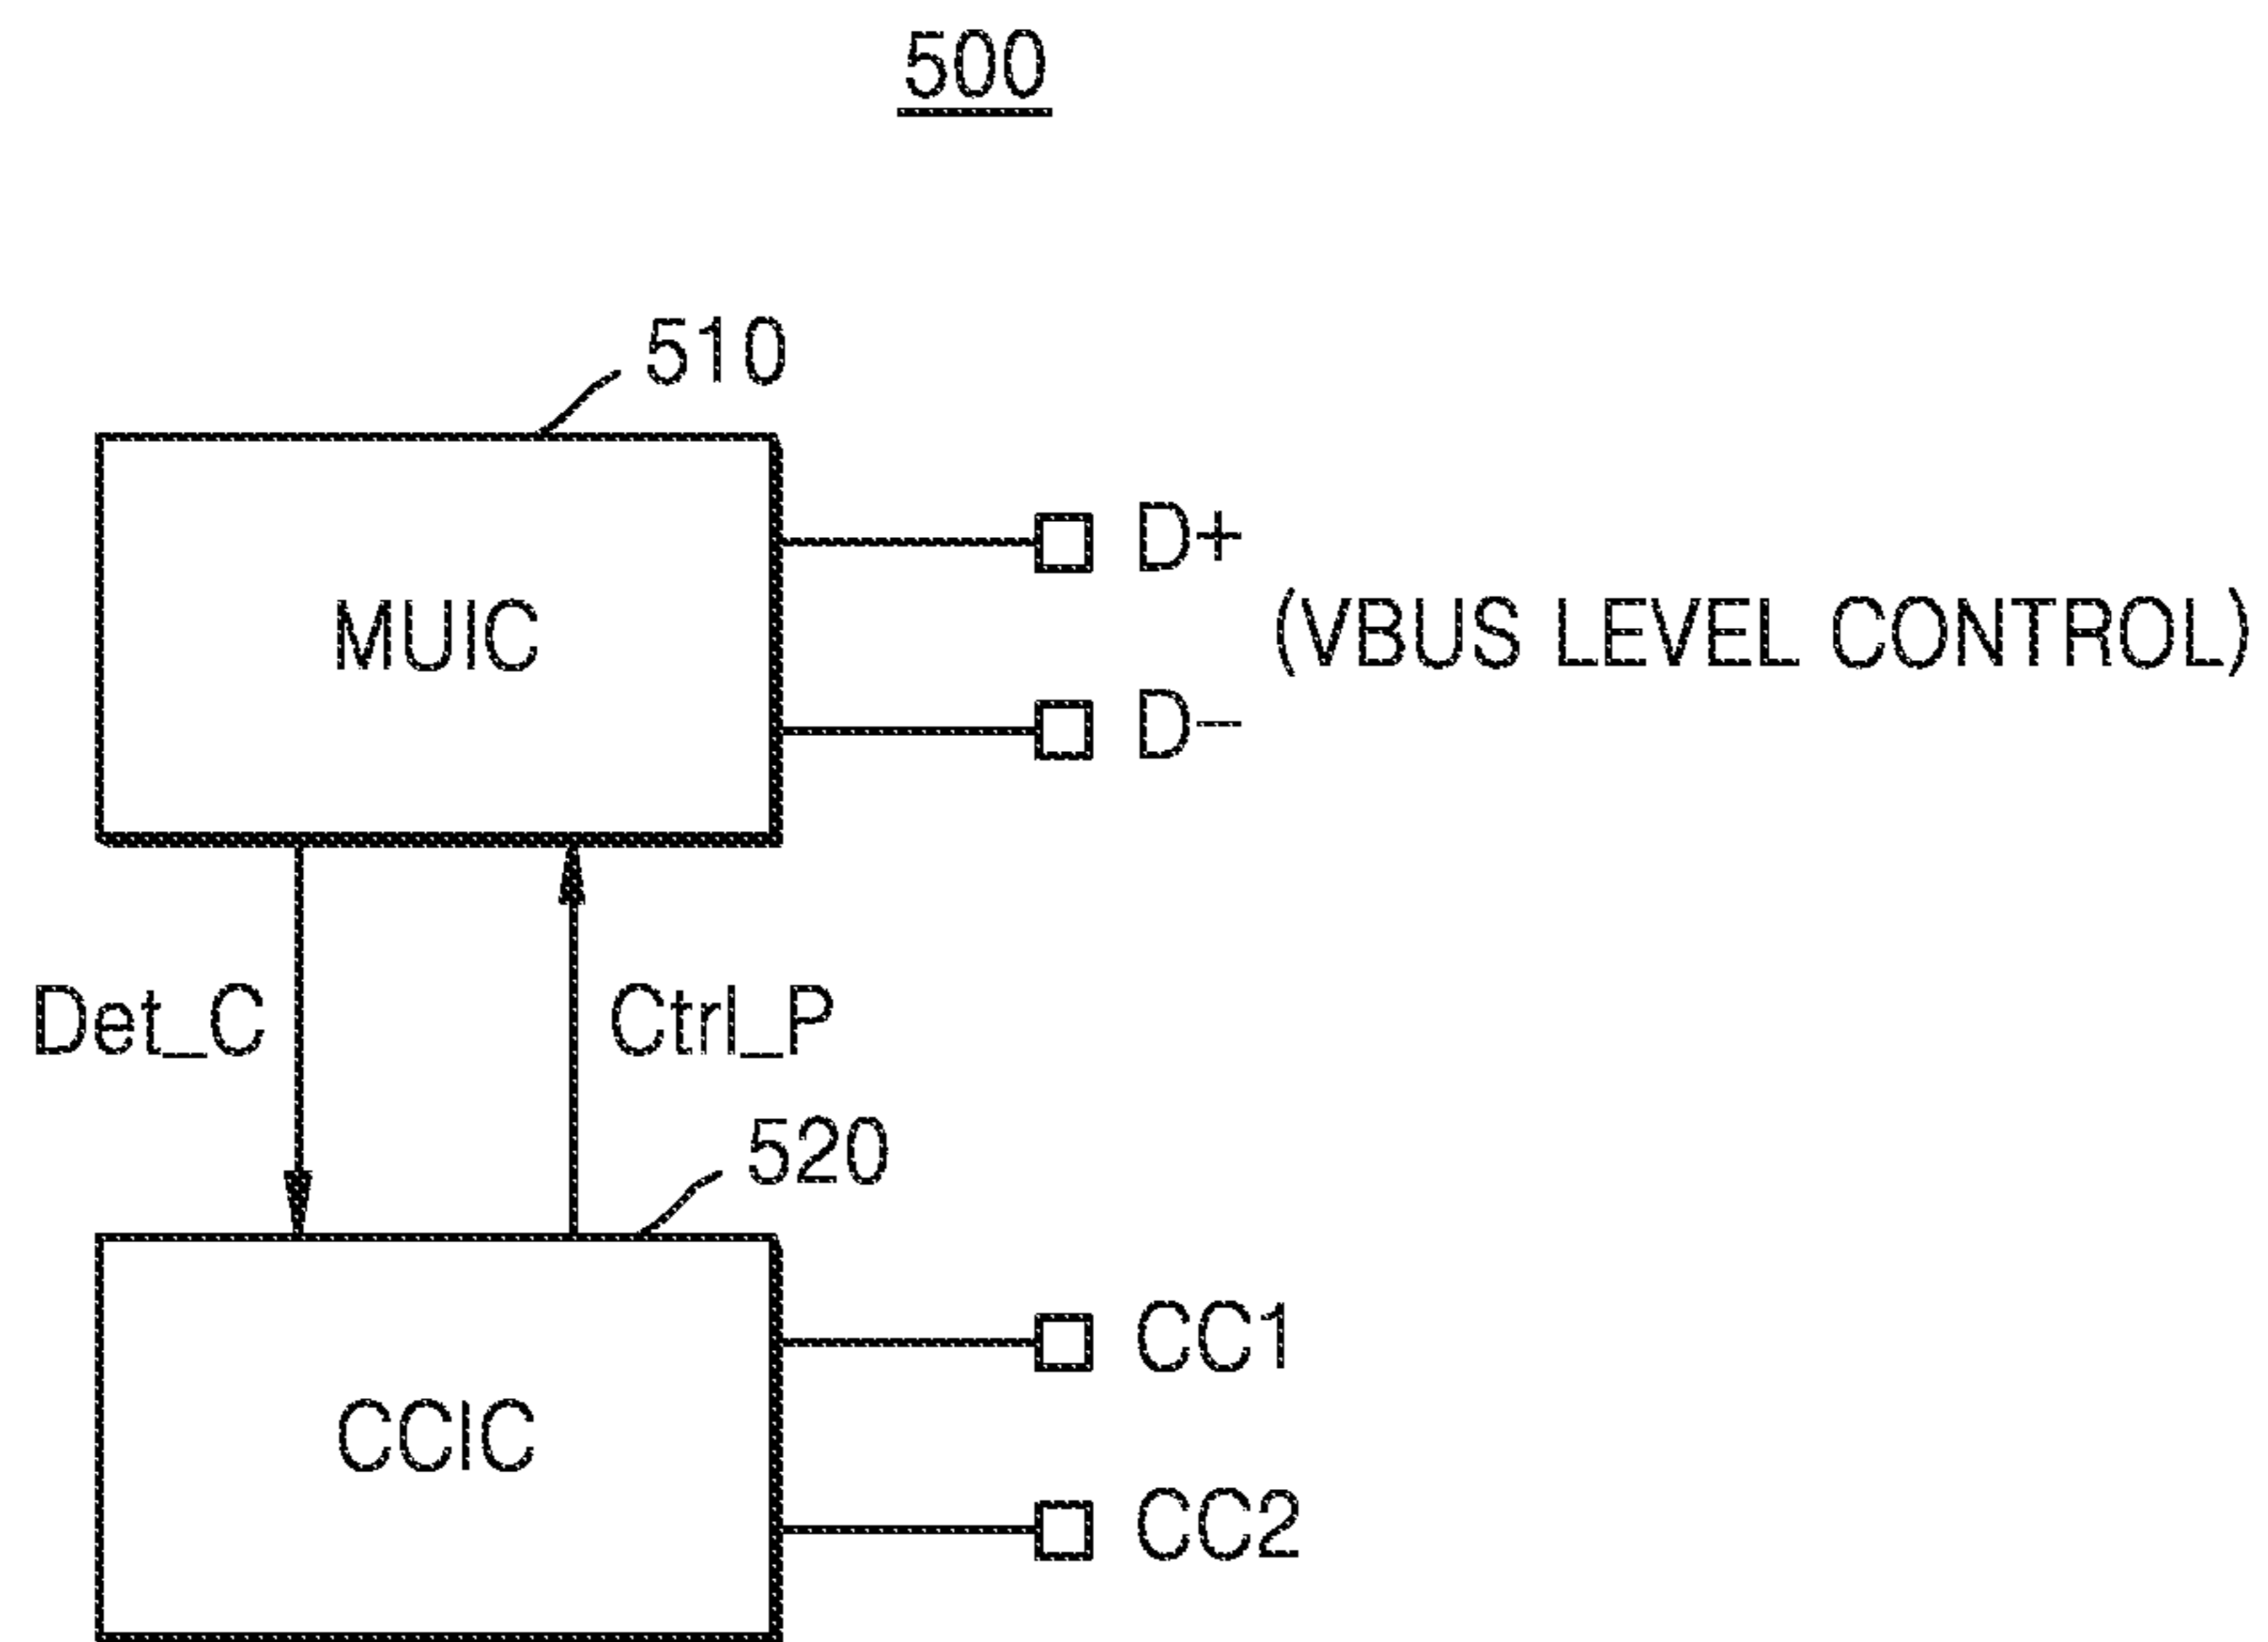 500
510
MUIC
D+
(VBUS LEVEL CONTROL)
D-
Det_C
Ctrl_P
520
CCIC
CC1
CC2